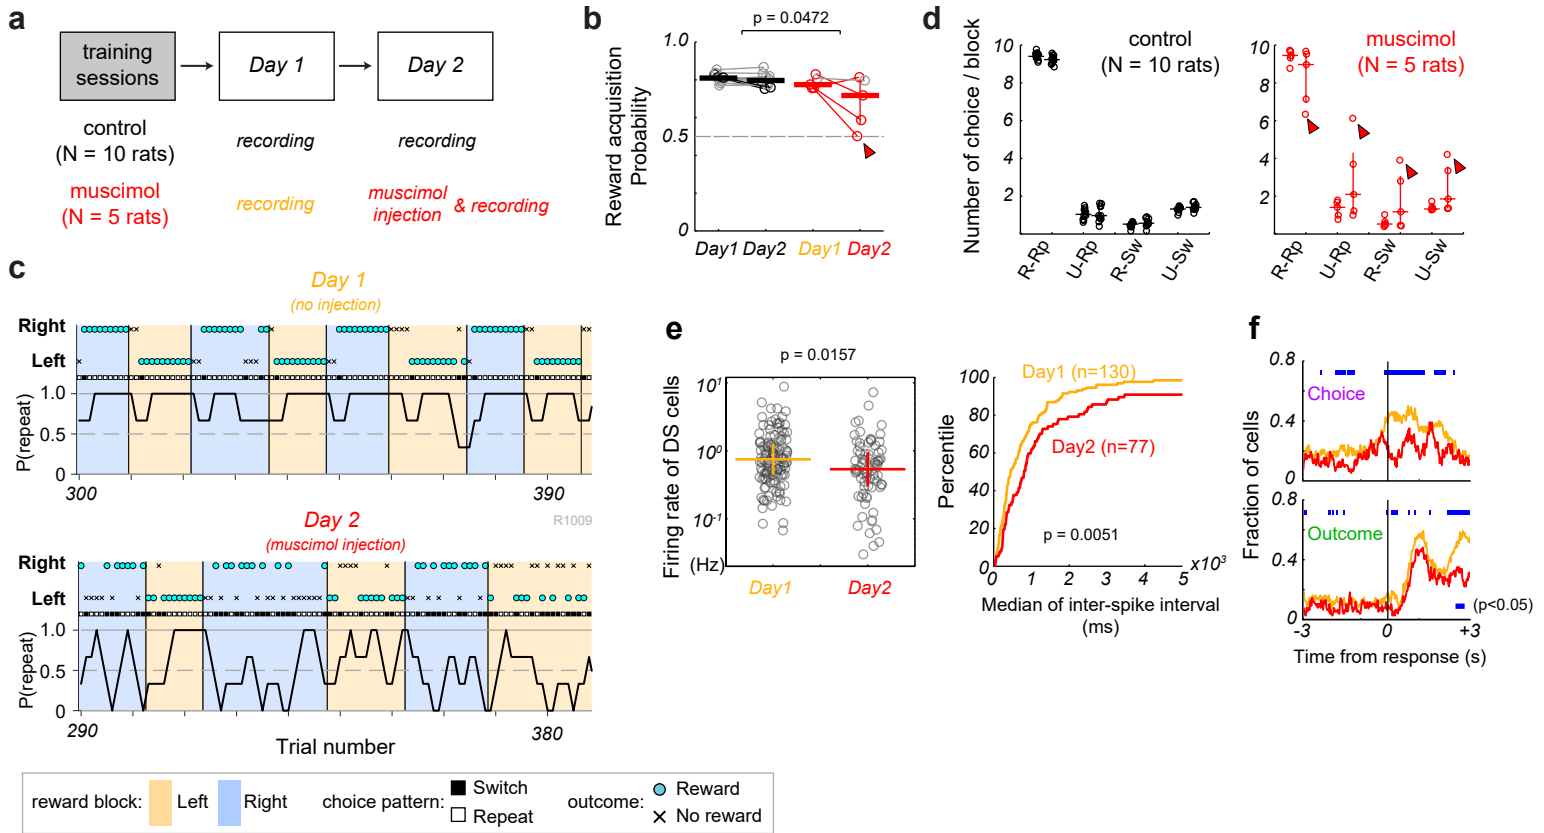 a
training
sessions
Day 1
Day 2
control
(N = 10 rats)
recording
recording
muscimol
(N = 5 rats)
recording
muscimol
injection
& recording
b
p = 0.0472
Reward acquisition
Probability
1.0
0.5
0
Day1
Day2
Day1
Day2
d
Number of choice / block
10
8
6
4
2
control
(N = 10 rats)
R-Rp
U-Rp
R-Sw
U-Sw
10
8
6
4
2
muscimol
(N = 5 rats)
R-Rp
U-Rp
R-Sw
U-Sw
c
Day 1
(no injection)
Right
Left
P(repeat)
1.0
0.5
0
300
390
R1009
Day 2
(muscimol injection)
Right
Left
P(repeat)
1.0
0.5
0
290
380
Trial number
reward block:
Left
Right
choice pattern:
Switch
Repeat
outcome:
Reward
No reward
e
p = 0.0157
Firing rate of DS cells
(Hz)
10¹
10⁰
10⁻¹
Day1
Day2
Percentile
100
80
60
40
20
0
Day1 (n=130)
Day2 (n=77)
p = 0.0051
0
1
2
3
4
5
x10³
Median of inter-spike interval
(ms)
f
Fraction of cells
0.8
0.4
0
Choice
0.8
0.4
0
Outcome
(p<0.05)
-3
0
+3
Time from response (s)